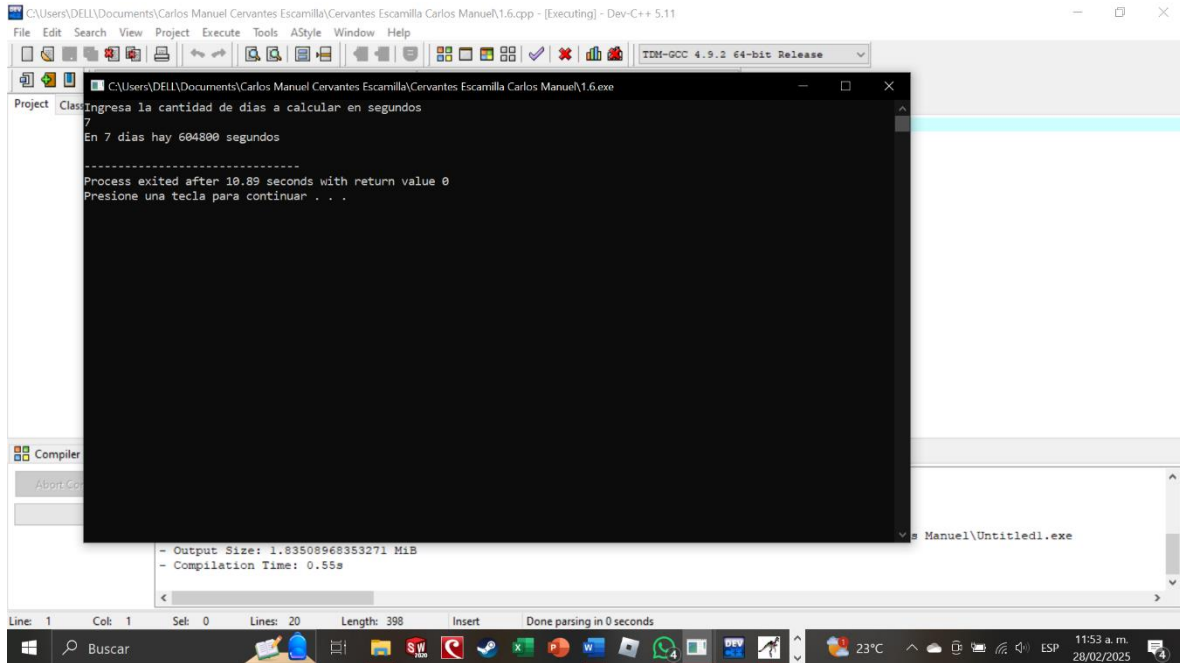 C:\Users\DELL\Documents\Carlos Manuel Cervantes Escamilla\Cervantes Escamilla Carlos Manuel\1.6.cpp - [Executing] - Dev-C++ 5.11
File Edit Search View Project Execute Tools AStyle Window Help
TDM-GCC 4.9.2 64-bit Release
C:\Users\DELL\Documents\Carlos Manuel Cervantes Escamilla\Cervantes Escamilla Carlos Manuel\1.6.exe
Project Class
Ingresa la cantidad de dias a calcular en segundos
7
En 7 dias hay 604800 segundos
--------------------------------
Process exited after 10.89 seconds with return value 0
Presione una tecla para continuar . . .
Compiler
Abort Con
s Manuel\Untitled1.exe
- Output Size: 1.83508968353271 MiB
- Compilation Time: 0.55s
Line: 1 Col: 1 Sel: 0 Lines: 20 Length: 398 Insert Done parsing in 0 seconds
Buscar
23°C
ESP
11:53 a. m.
28/02/2025
4